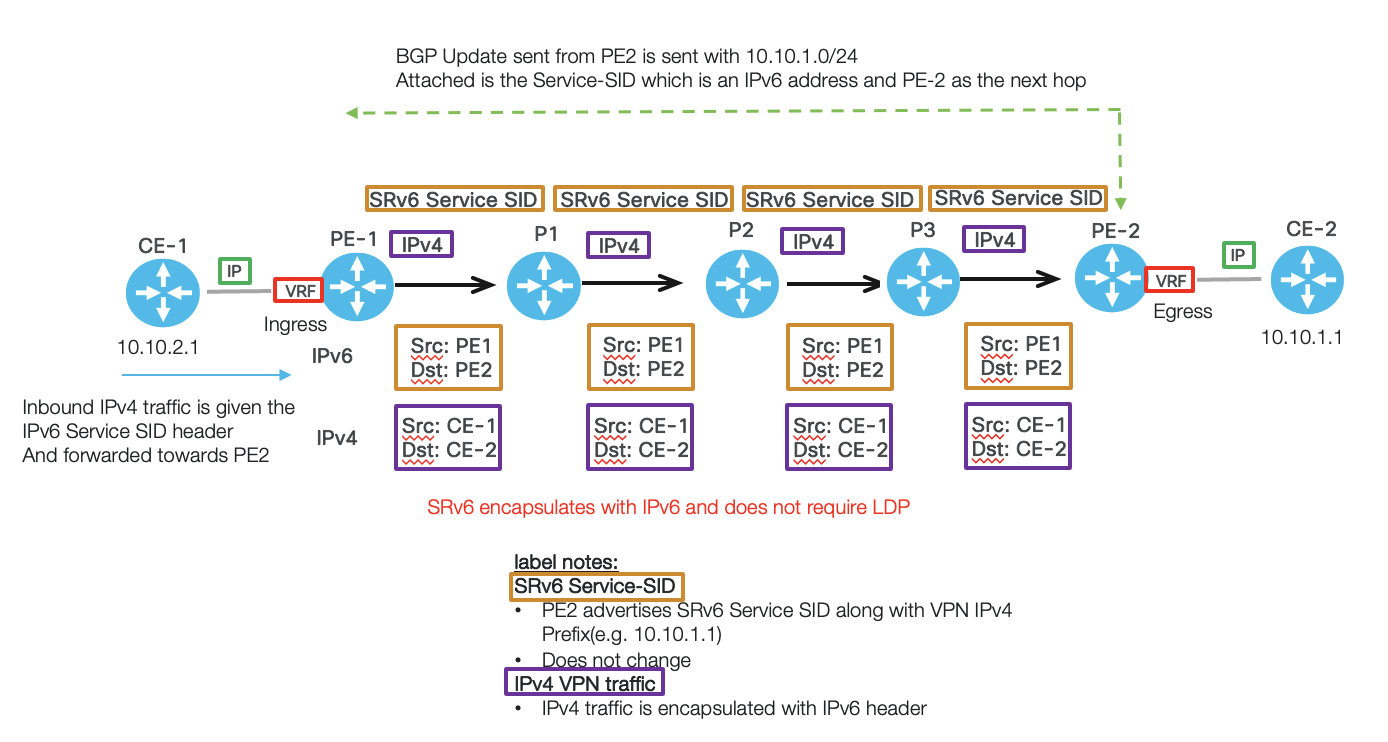 BGP Update sent from PE2 is sent with 10.10.1.0/24
Attached is the Service-SID which is an IPv6 address and PE-2 as the next hop
SRv6 Service SID
SRv6 Service SID
SRv6 Service SID
SRv6 Service SID
CE-1
PE-1
IPv4
P1
IPv4
P2
IPv4
P3
IPv4
PE-2
CE-2
IP
IP
VRF
VRF
Ingress
Egress
10.10.2.1
10.10.1.1
IPv6
Src: PE1
Dst: PE2
Src: PE1
Dst: PE2
Src: PE1
Dst: PE2
Src: PE1
Dst: PE2
Inbound IPv4 traffic is given the
IPv6 Service SID header
And forwarded towards PE2
IPv4
Src: CE-1
Dst: CE-2
Src: CE-1
Dst: CE-2
Src: CE-1
Dst: CE-2
Src: CE-1
Dst: CE-2
SRv6 encapsulates with IPv6 and does not require LDP
label notes:
SRv6 Service-SID
• PE2 advertises SRv6 Service SID along with VPN IPv4
Prefix(e.g. 10.10.1.1)
• Does not change
IPv4 VPN traffic
• IPv4 traffic is encapsulated with IPv6 header